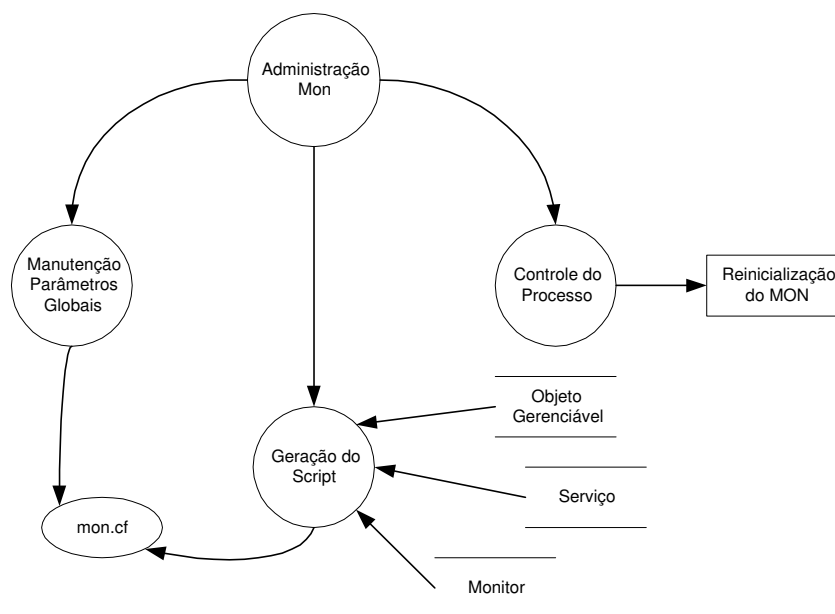 Administração
Mon
Manutenção
Parâmetros
Globais
Controle do
Processo
Reinicialização
do MON
Objeto
Gerenciável
Geração do
Script
Serviço
mon.cf
Monitor